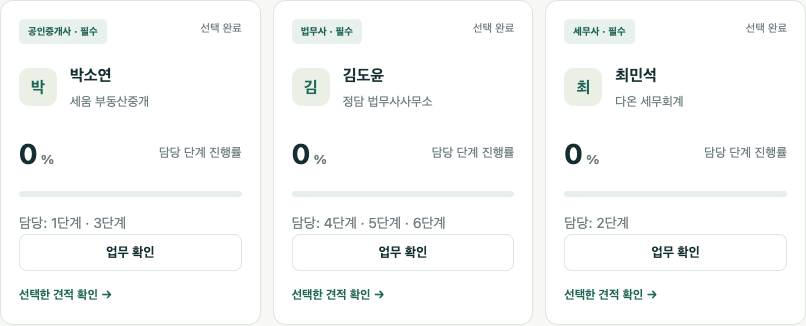 공인중개사 · 필수
선택 완료
박
박소연
세움 부동산중개
0 %
담당 단계 진행률
담당: 1단계 · 3단계
업무 확인
선택한 견적 확인 →
법무사 · 필수
선택 완료
김
김도윤
정담 법무사사무소
0 %
담당 단계 진행률
담당: 4단계 · 5단계 · 6단계
업무 확인
선택한 견적 확인 →
세무사 · 필수
선택 완료
최
최민석
다온 세무회계
0 %
담당 단계 진행률
담당: 2단계
업무 확인
선택한 견적 확인 →